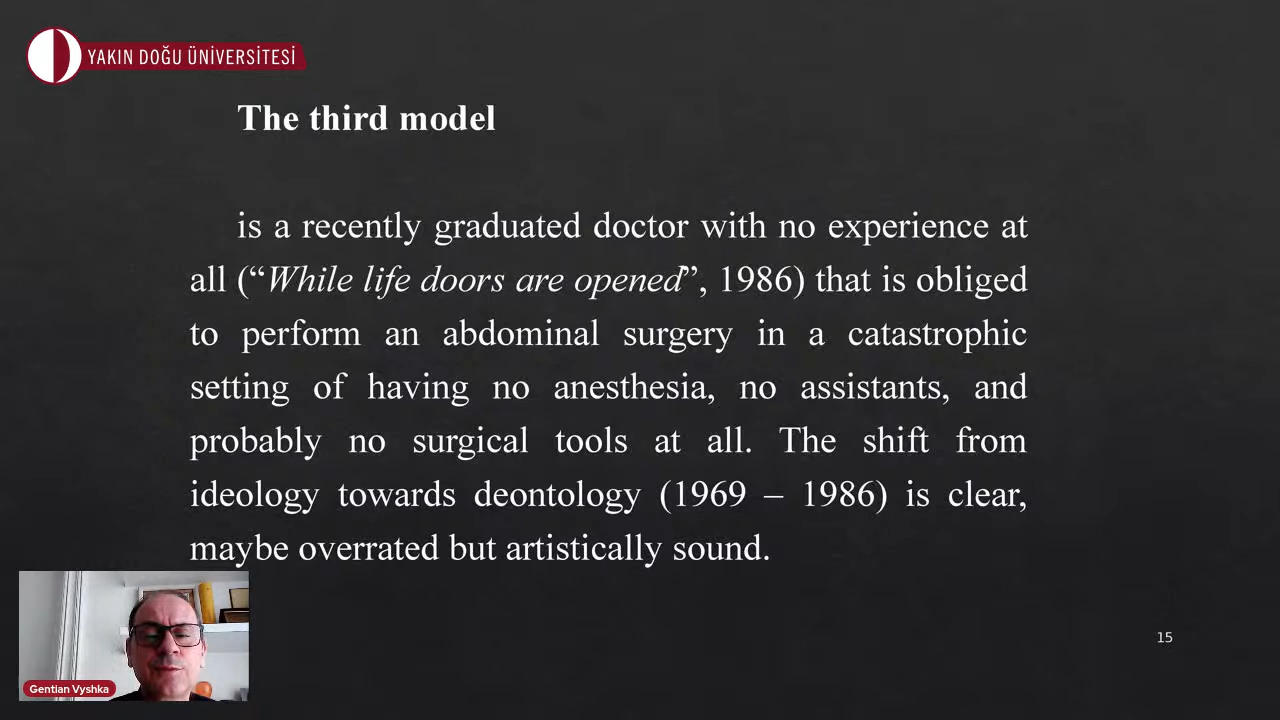 YAKIN DOĞU ÜNİVERSİTESİ
The third model
is a recently graduated doctor with no experience at
all (“While life doors are opened”, 1986) that is obliged
to perform an abdominal surgery in a catastrophic
setting of having no anesthesia, no assistants, and
probably no surgical tools at all. The shift from
ideology towards deontology (1969 – 1986) is clear,
maybe overrated but artistically sound.
Gentian Vyshka
15